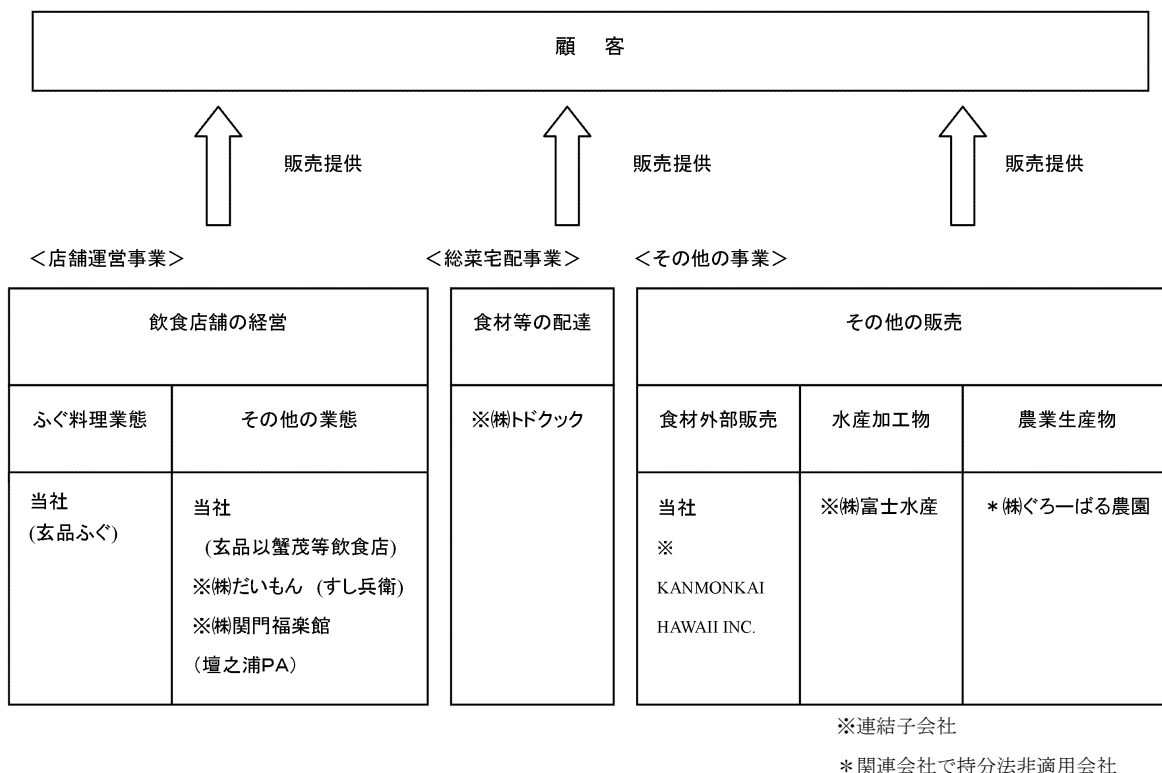 顧　客
販売提供
販売提供
販売提供
＜店舗運営事業＞
＜総菜宅配事業＞
＜その他の事業＞
飲食店舗の経営
食材等の配達
その他の販売
ふぐ料理業態
その他の業態
※㈱トドクック
食材外部販売
水産加工物
農業生産物
当社
(玄品ふぐ)
当社
(玄品以蟹茂等飲食店)
※㈱だいもん (すし兵衛)
※㈱関門福楽館
（壇之浦PA）
当社
※
KANMONKAI
HAWAII INC.
※㈱富士水産
＊㈱ぐろーばる農園
※連結子会社
＊関連会社で持分法非適用会社